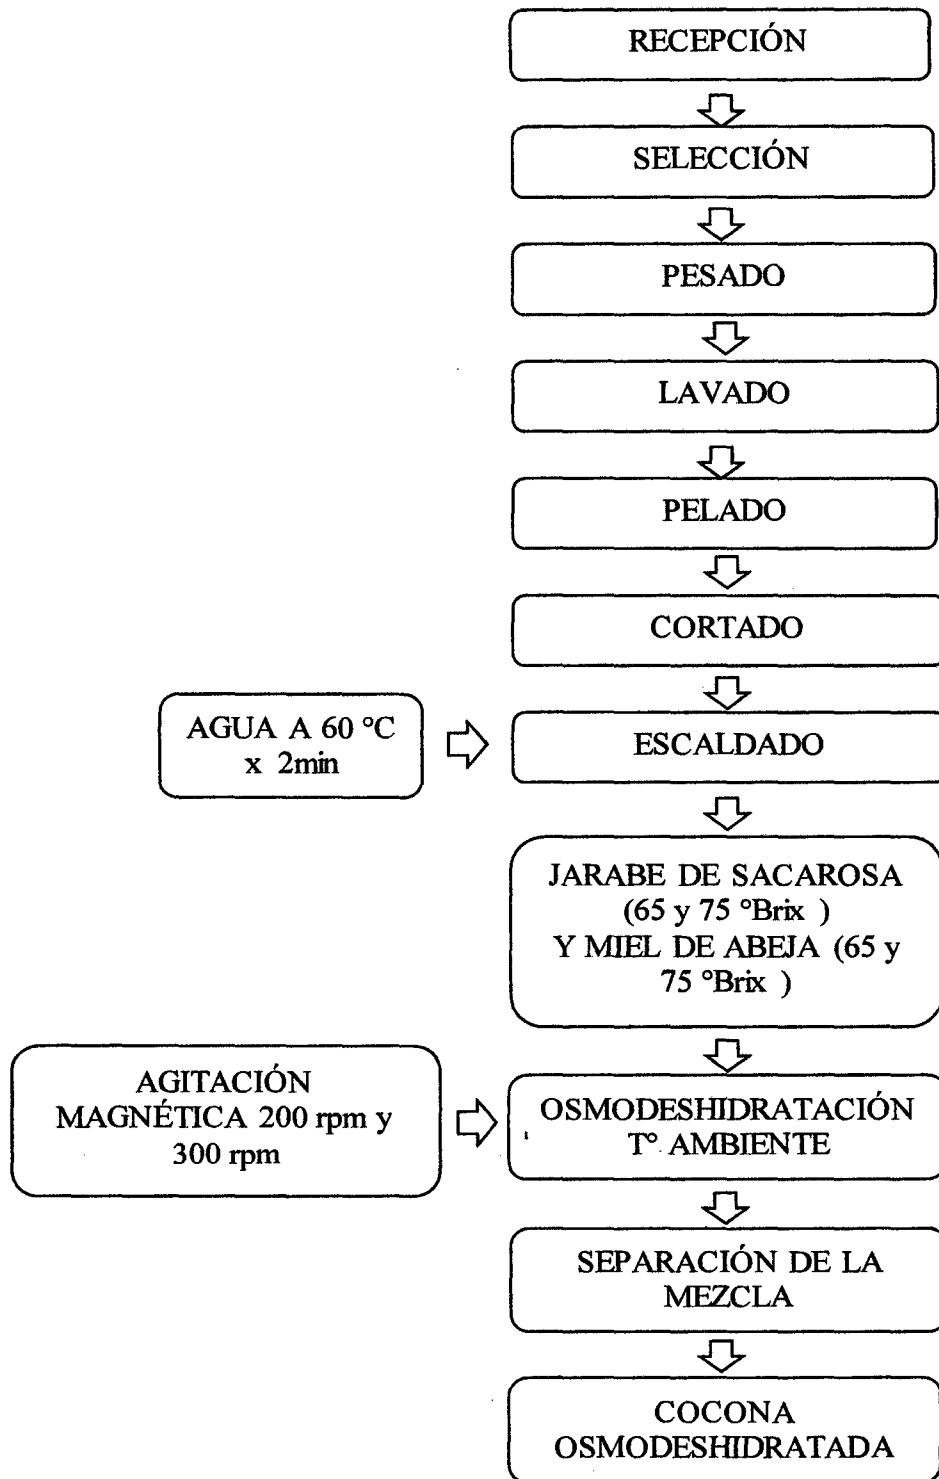 RECEPCIÓN
SELECCIÓN
PESADO
LAVADO
PELADO
CORTADO
AGUA A 60 °C
x 2min
ESCALDADO
JARABE DE SACAROSA
(65 y 75 °Brix )
Y MIEL DE ABEJA (65 y
75 °Brix )
AGITACIÓN
MAGNÉTICA 200 rpm y
300 rpm
OSMODESHIDRATACIÓN
Tº AMBIENTE
SEPARACIÓN DE LA
MEZCLA
COCONA
OSMODESHIDRATADA